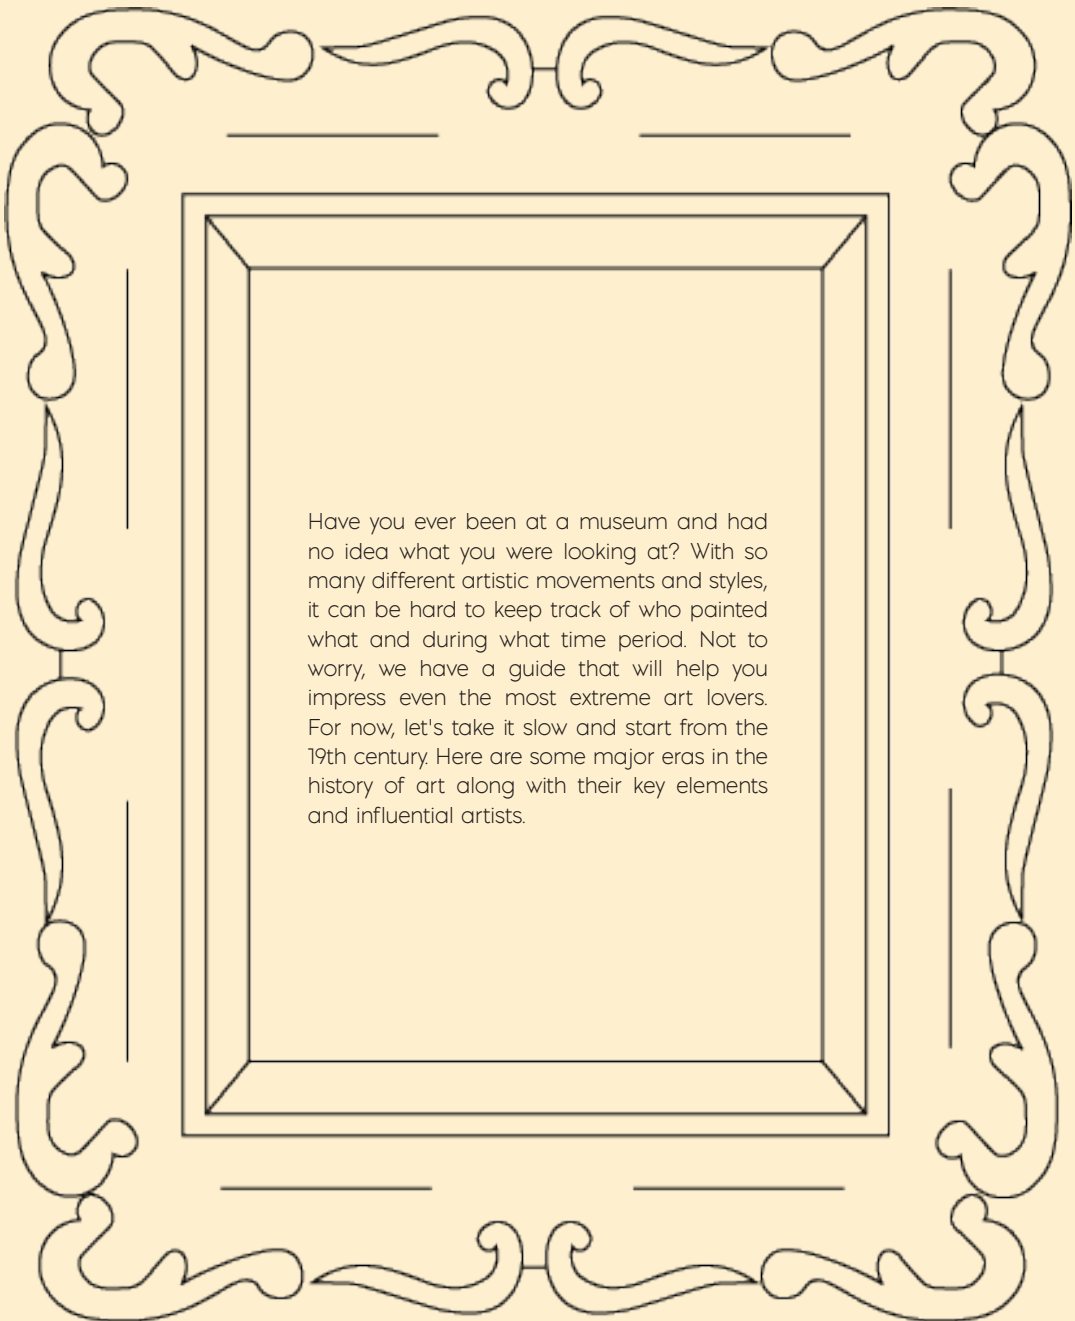 Have you ever been at a museum and had
no idea what you were looking at? With so
many different artistic movements and styles,
it can be hard to keep track of who painted
what and during what time period. Not to
worry, we have a guide that will help you
impress even the most extreme art lovers.
For now, let's take it slow and start from the
19th century. Here are some major eras in the
history of art along with their key elements
and influential artists.